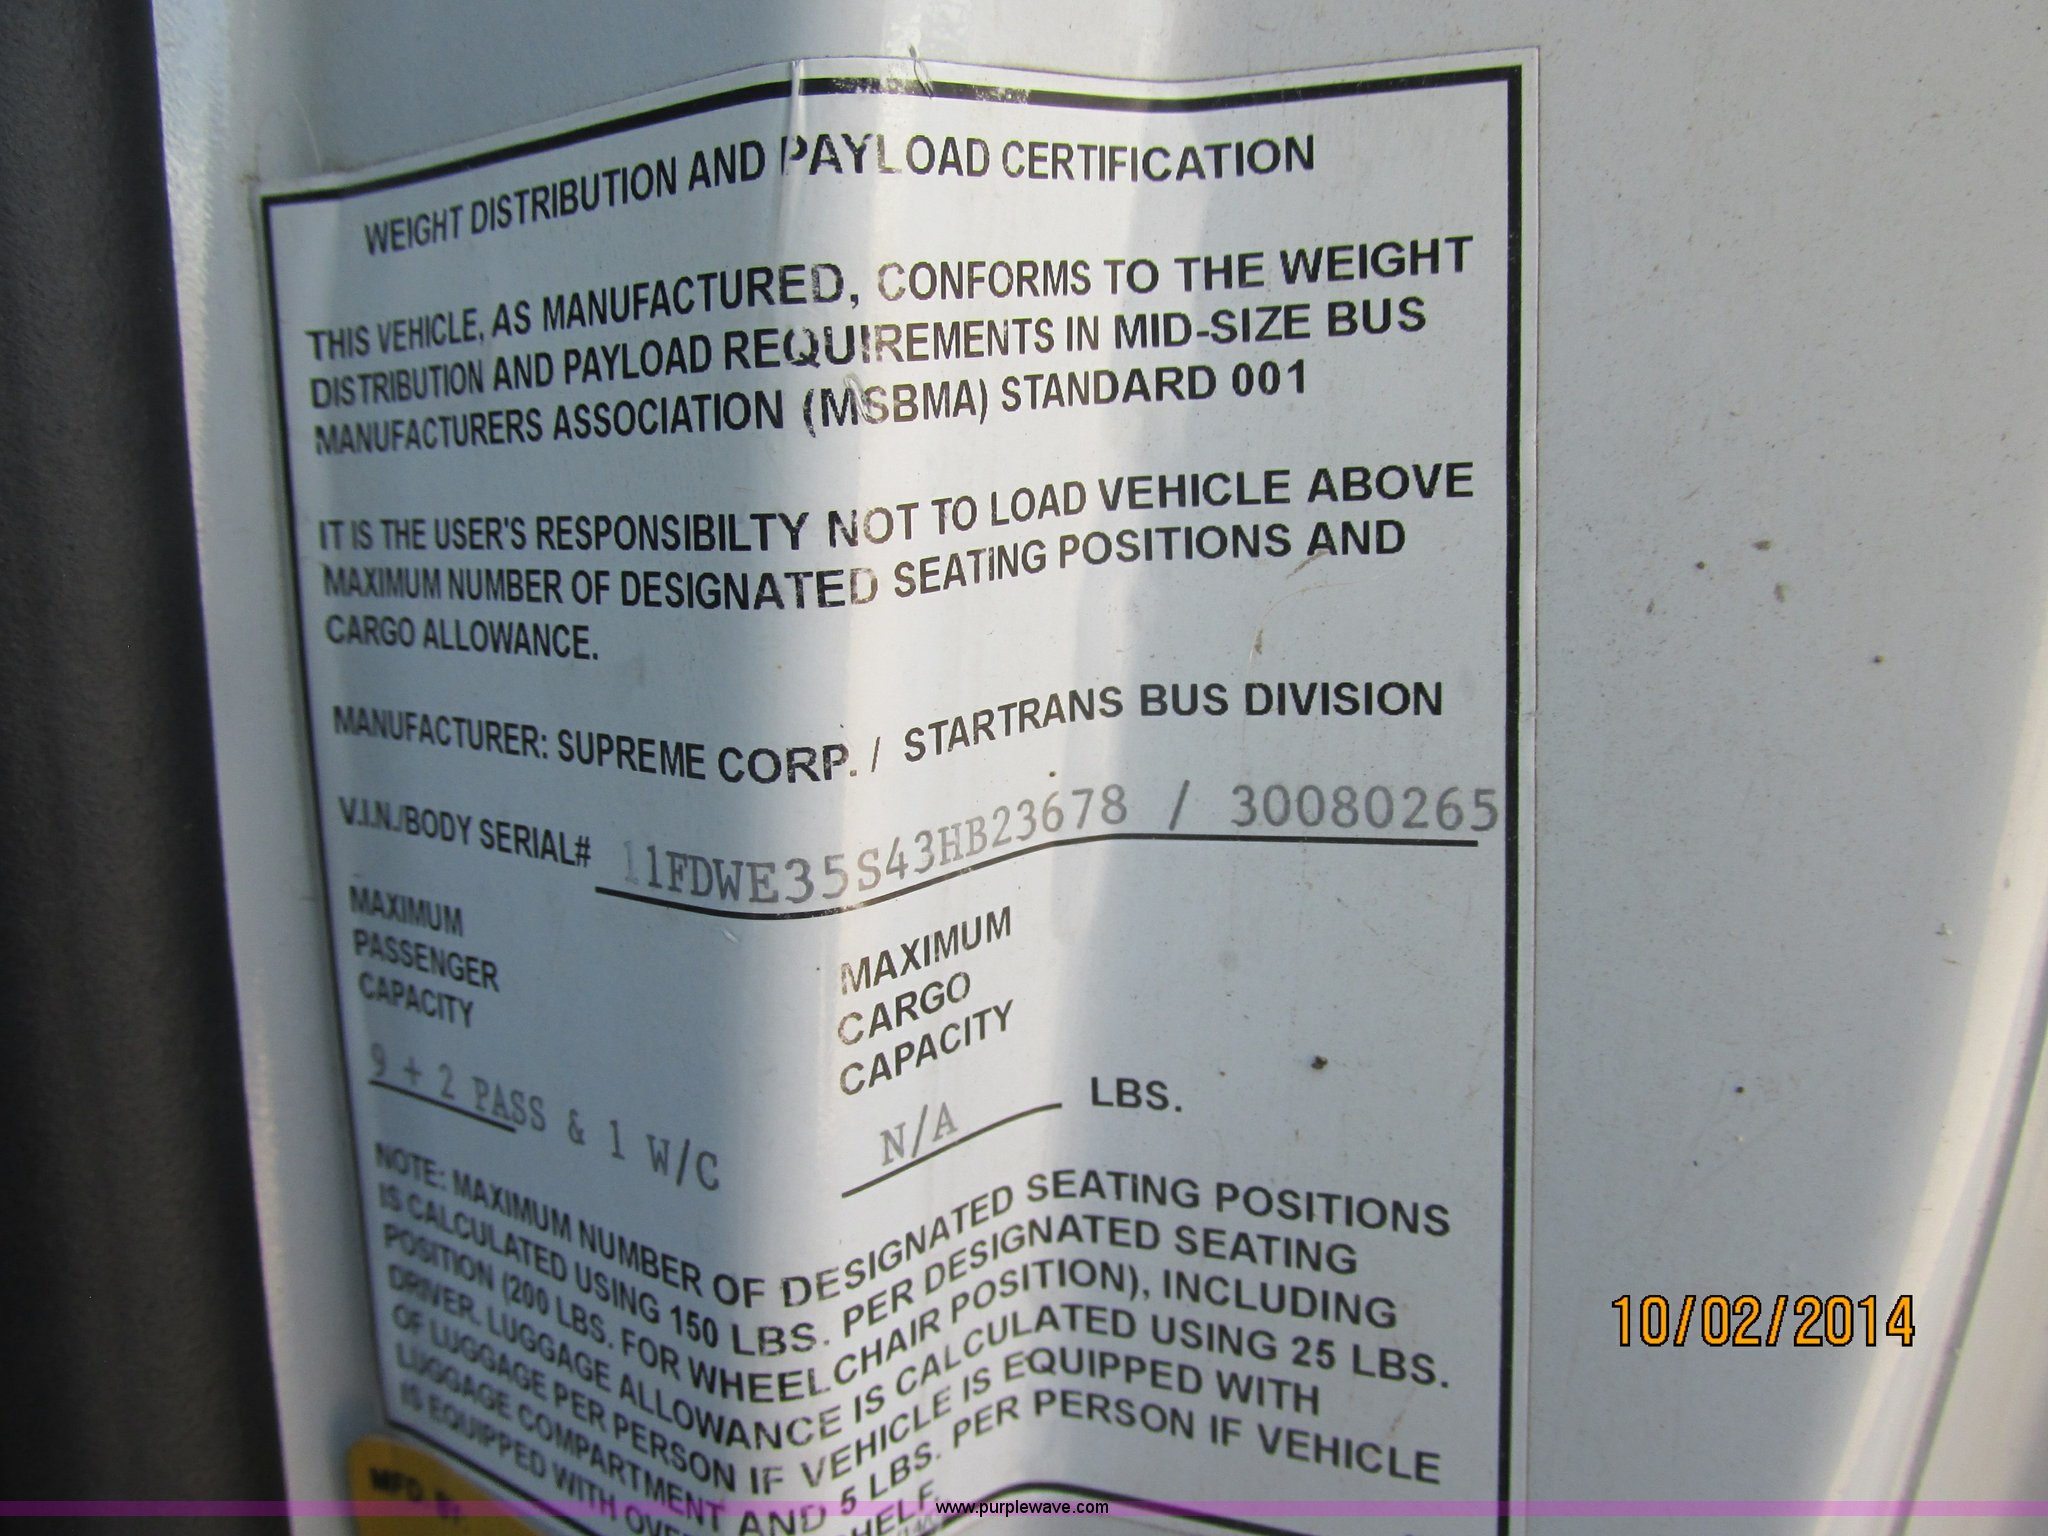 WEIGHT DISTRIBUTION AND PAYLOAD CERTIFICATION
THIS VEHICLE, AS MANUFACTURED, CONFORMS TO THE WEIGHT
DISTRIBUTION AND PAYLOAD REQUIREMENTS IN MID-SIZE BUS
MANUFACTURERS ASSOCIATION (MSBMA) STANDARD 001
IT IS THE USER'S RESPONSIBILTY NOT TO LOAD VEHICLE ABOVE
MAXIMUM NUMBER OF DESIGNATED SEATING POSITIONS AND
CARGO ALLOWANCE.
MANUFACTURER: SUPREME CORP. / STARTRANS BUS DIVISION
V.I.N./BODY SERIAL# 11FDWE35S43HB23678 / 30080265
MAXIMUM
PASSENGER
CAPACITY
9 + 2 PASS & 1 W/C
MAXIMUM
CARGO
CAPACITY
N/A LBS.
NOTE: MAXIMUM NUMBER OF DESIGNATED SEATING POSITIONS
IS CALCULATED USING 150 LBS. PER DESIGNATED SEATING
POSITION (200 LBS. FOR WHEELCHAIR POSITION), INCLUDING
DRIVER. LUGGAGE ALLOWANCE IS CALCULATED USING 25 LBS.
OF LUGGAGE PER PERSON IF VEHICLE IS EQUIPPED WITH
LUGGAGE COMPARTMENT AND 5 LBS. PER PERSON IF VEHICLE
IS EQUIPPED WITH
MFD. BY
10/02/2014
www.purplewave.com